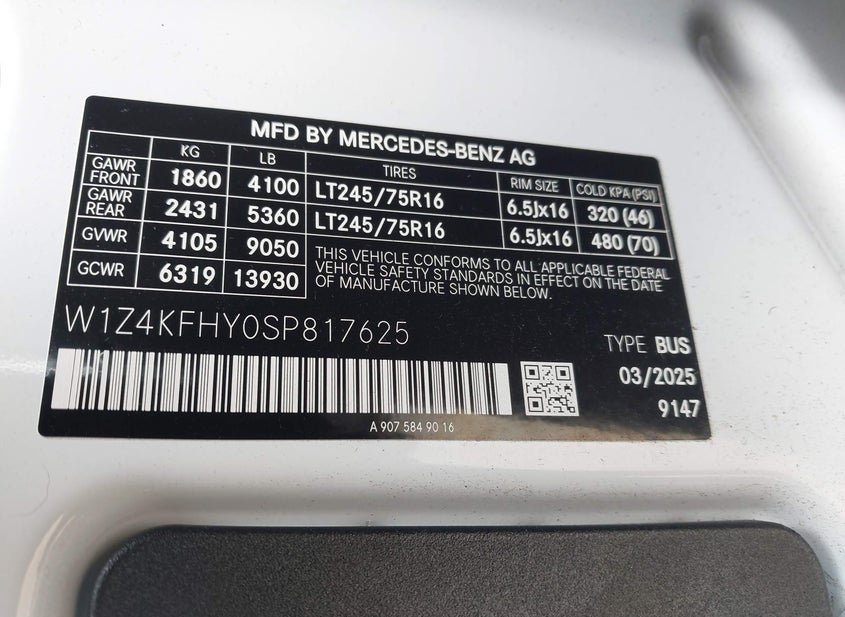 MFD BY MERCEDES-BENZ AG
KG LB TIRES RIM SIZE COLD KPA (PSI)
GAWR FRONT 1860 4100 LT245/75R16 6.5Jx16 320 (46)
GAWR REAR 2431 5360 LT245/75R16 6.5Jx16 480 (70)
GVWR 4105 9050
GCWR 6319 13930
THIS VEHICLE CONFORMS TO ALL APPLICABLE FEDERAL
VEHICLE SAFETY STANDARDS IN EFFECT ON THE DATE
OF MANUFACTURE SHOWN BELOW.
W1Z4KFHY0SP817625
TYPE BUS
03/2025
9147
A 907 584 90 16